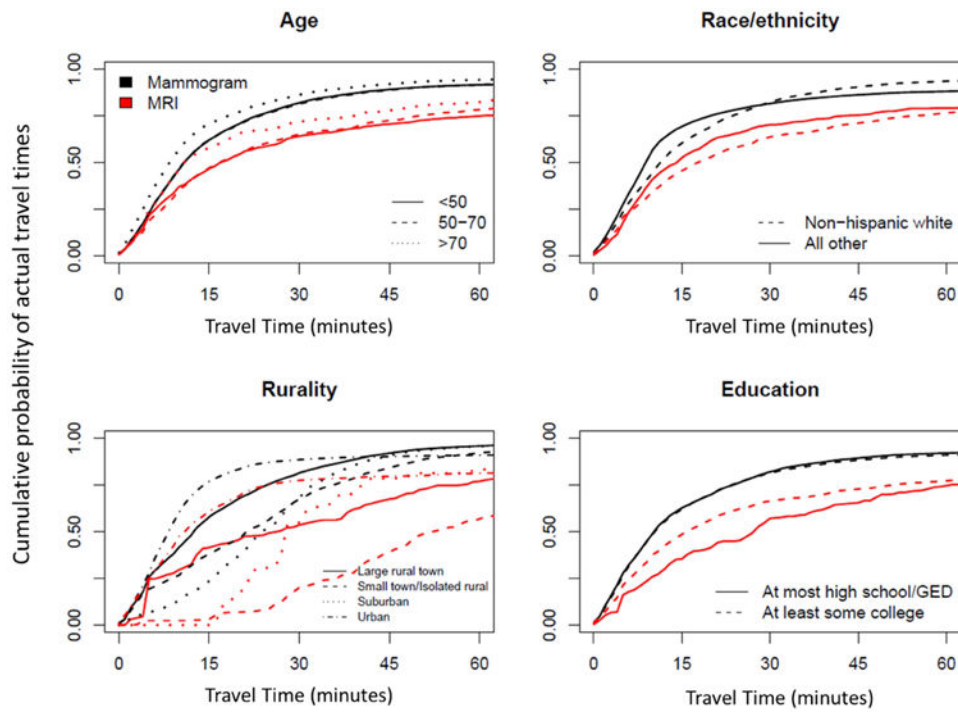 Age
Race/ethnicity
Cumulative probability of actual travel times
1.00
0.50
0.00
Mammogram
MRI
<50
50-70
>70
0 15 30 45 60
Travel Time (minutes)
1.00
0.50
0.00
Non-hispanic white
All other
0 15 30 45 60
Travel Time (minutes)
Rurality
Education
1.00
0.50
0.00
Large rural town
Small town/Isolated rural
Suburban
Urban
0 15 30 45 60
Travel Time (minutes)
1.00
0.50
0.00
At most high school/GED
At least some college
0 15 30 45 60
Travel Time (minutes)